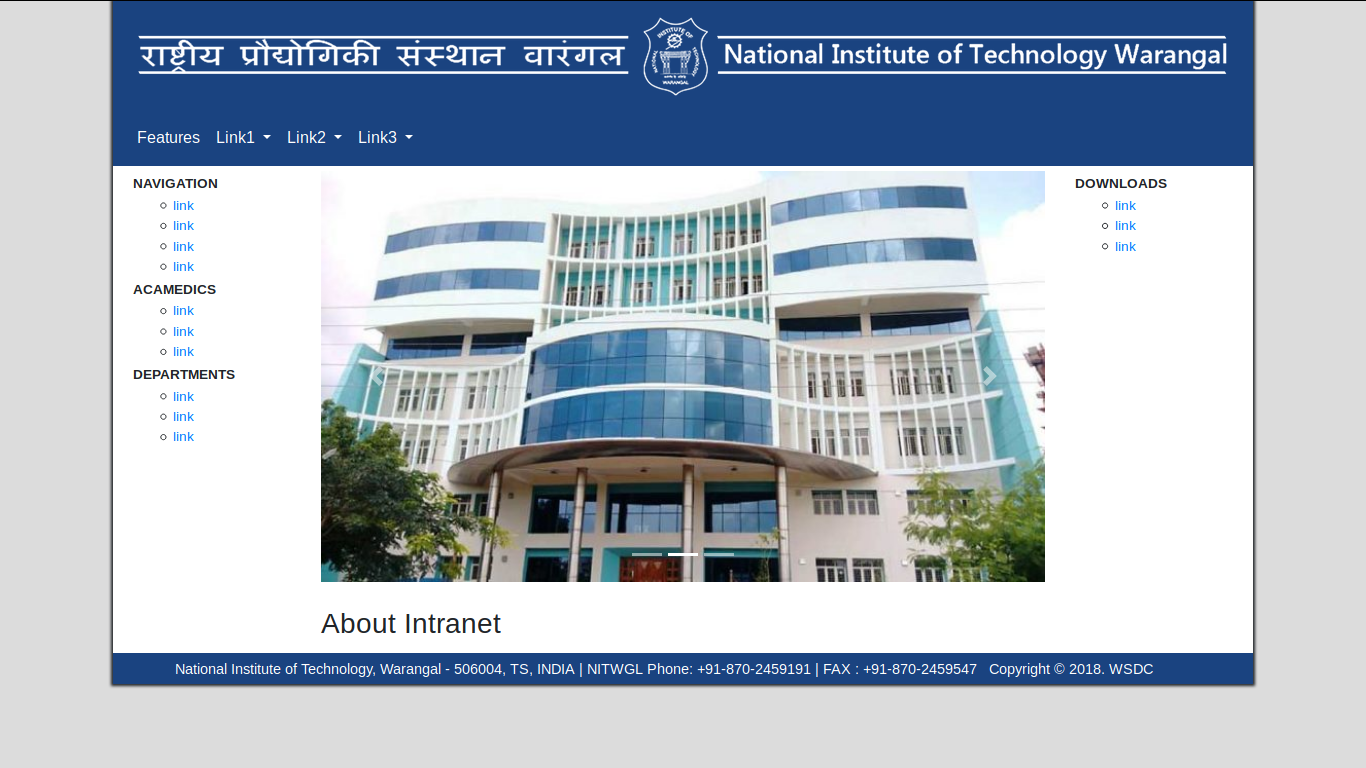 राष्ट्रीय प्रौद्योगिकी संस्थान वारंगल
NATIONAL INSTITUTE OF TECHNOLOGY
WARANGAL
National Institute of Technology Warangal
Features Link1 Link2 Link3
NAVIGATION
link
link
link
link
ACAMEDICS
link
link
link
DEPARTMENTS
link
link
link
DOWNLOADS
link
link
link
About Intranet
National Institute of Technology, Warangal - 506004, TS, INDIA | NITWGL Phone: +91-870-2459191 | FAX : +91-870-2459547 Copyright © 2018. WSDC